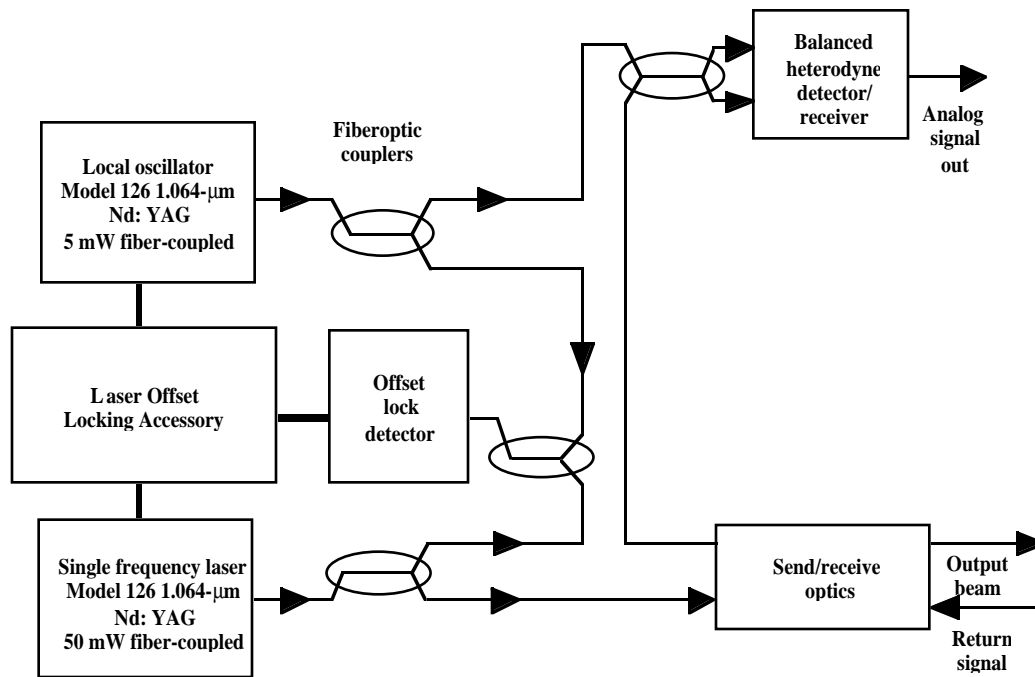 Balanced
heterodyne
detector/
receiver
Analog
signal
out
Fiberoptic
couplers
Local oscillator
Model 126 1.064-μm
Nd: YAG
5 mW fiber-coupled
Laser Offset
Locking Accessory
Offset
lock
detector
Single frequency laser
Model 126 1.064-μm
Nd: YAG
50 mW fiber-coupled
Send/receive
optics
Output
beam
Return
signal